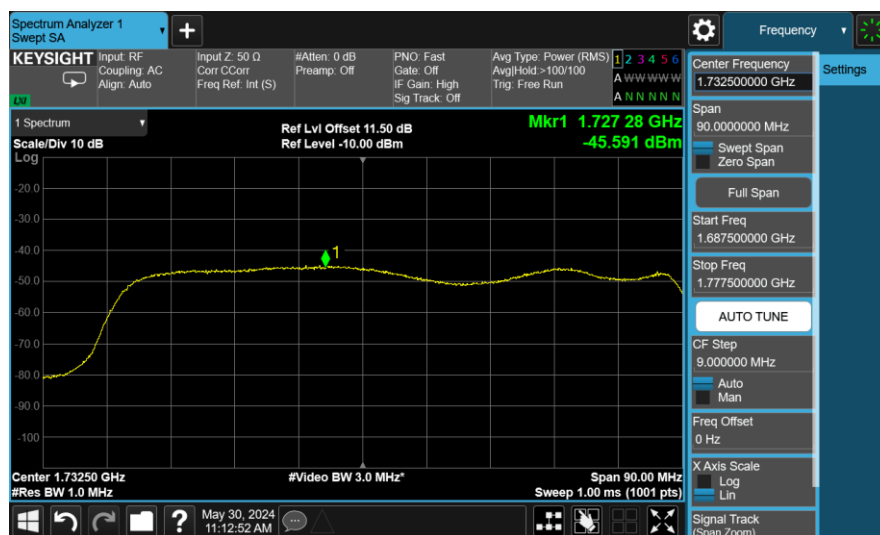 Spectrum Analyzer 1
Swept SA
Frequency
KEYSIGHT
Input: RF
Coupling: AC
Align: Auto
Input Z: 50 Ω
Corr CCorr
Freq Ref: Int (S)
#Atten: 0 dB
Preamp: Off
PNO: Fast
Gate: Off
IF Gain: High
Sig Track: Off
Avg Type: Power (RMS)
Avg|Hold:>100/100
Trig: Free Run
1 2 3 4 5 6
A W W W W W
A N N N N N
LXI
Center Frequency
1.732500000 GHz
Settings
Span
90.0000000 MHz
Swept Span
Zero Span
Full Span
Start Freq
1.687500000 GHz
Stop Freq
1.777500000 GHz
AUTO TUNE
CF Step
9.000000 MHz
Auto
Man
Freq Offset
0 Hz
X Axis Scale
Log
Lin
Signal Track
(Span Zoom)
1 Spectrum
Scale/Div 10 dB
Ref Lvl Offset 11.50 dB
Ref Level -10.00 dBm
Mkr1 1.727 28 GHz
-45.591 dBm
Log
-20.0
-30.0
-40.0
-50.0
-60.0
-70.0
-80.0
-90.0
-100
1
Center 1.73250 GHz
#Res BW 1.0 MHz
#Video BW 3.0 MHz*
Span 90.00 MHz
Sweep 1.00 ms (1001 pts)
?
May 30, 2024
11:12:52 AM